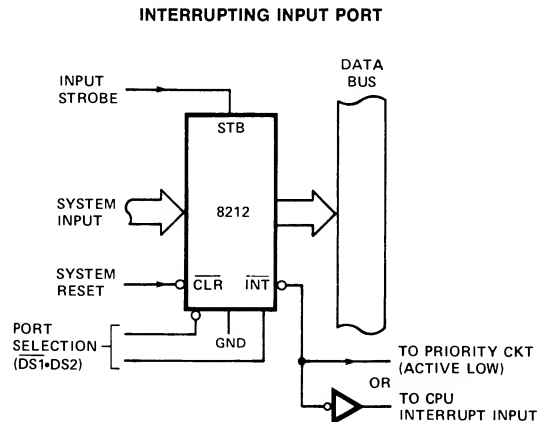 INTERRUPTING INPUT PORT
DATA
BUS
INPUT
STROBE
STB
SYSTEM
INPUT
8212
SYSTEM
RESET
CLR
INT
PORT
SELECTION
(DS1•DS2)
GND
TO PRIORITY CKT
(ACTIVE LOW)
OR
TO CPU
INTERRUPT INPUT